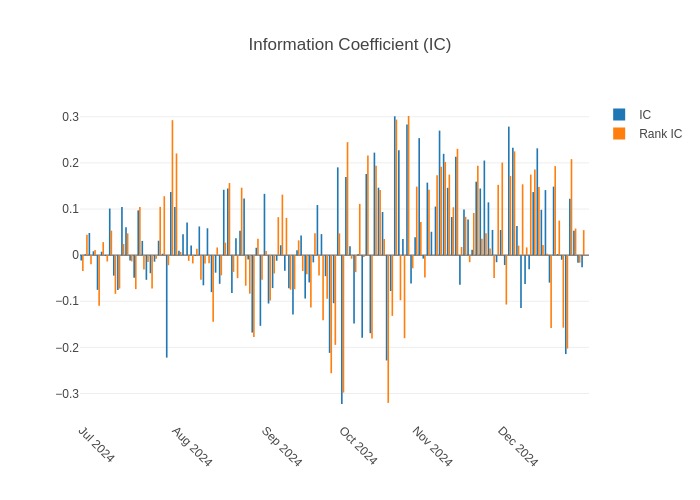 Information Coefficient (IC)
IC
Rank IC
0.3
0.2
0.1
0
−0.1
−0.2
−0.3
Jul 2024
Aug 2024
Sep 2024
Oct 2024
Nov 2024
Dec 2024